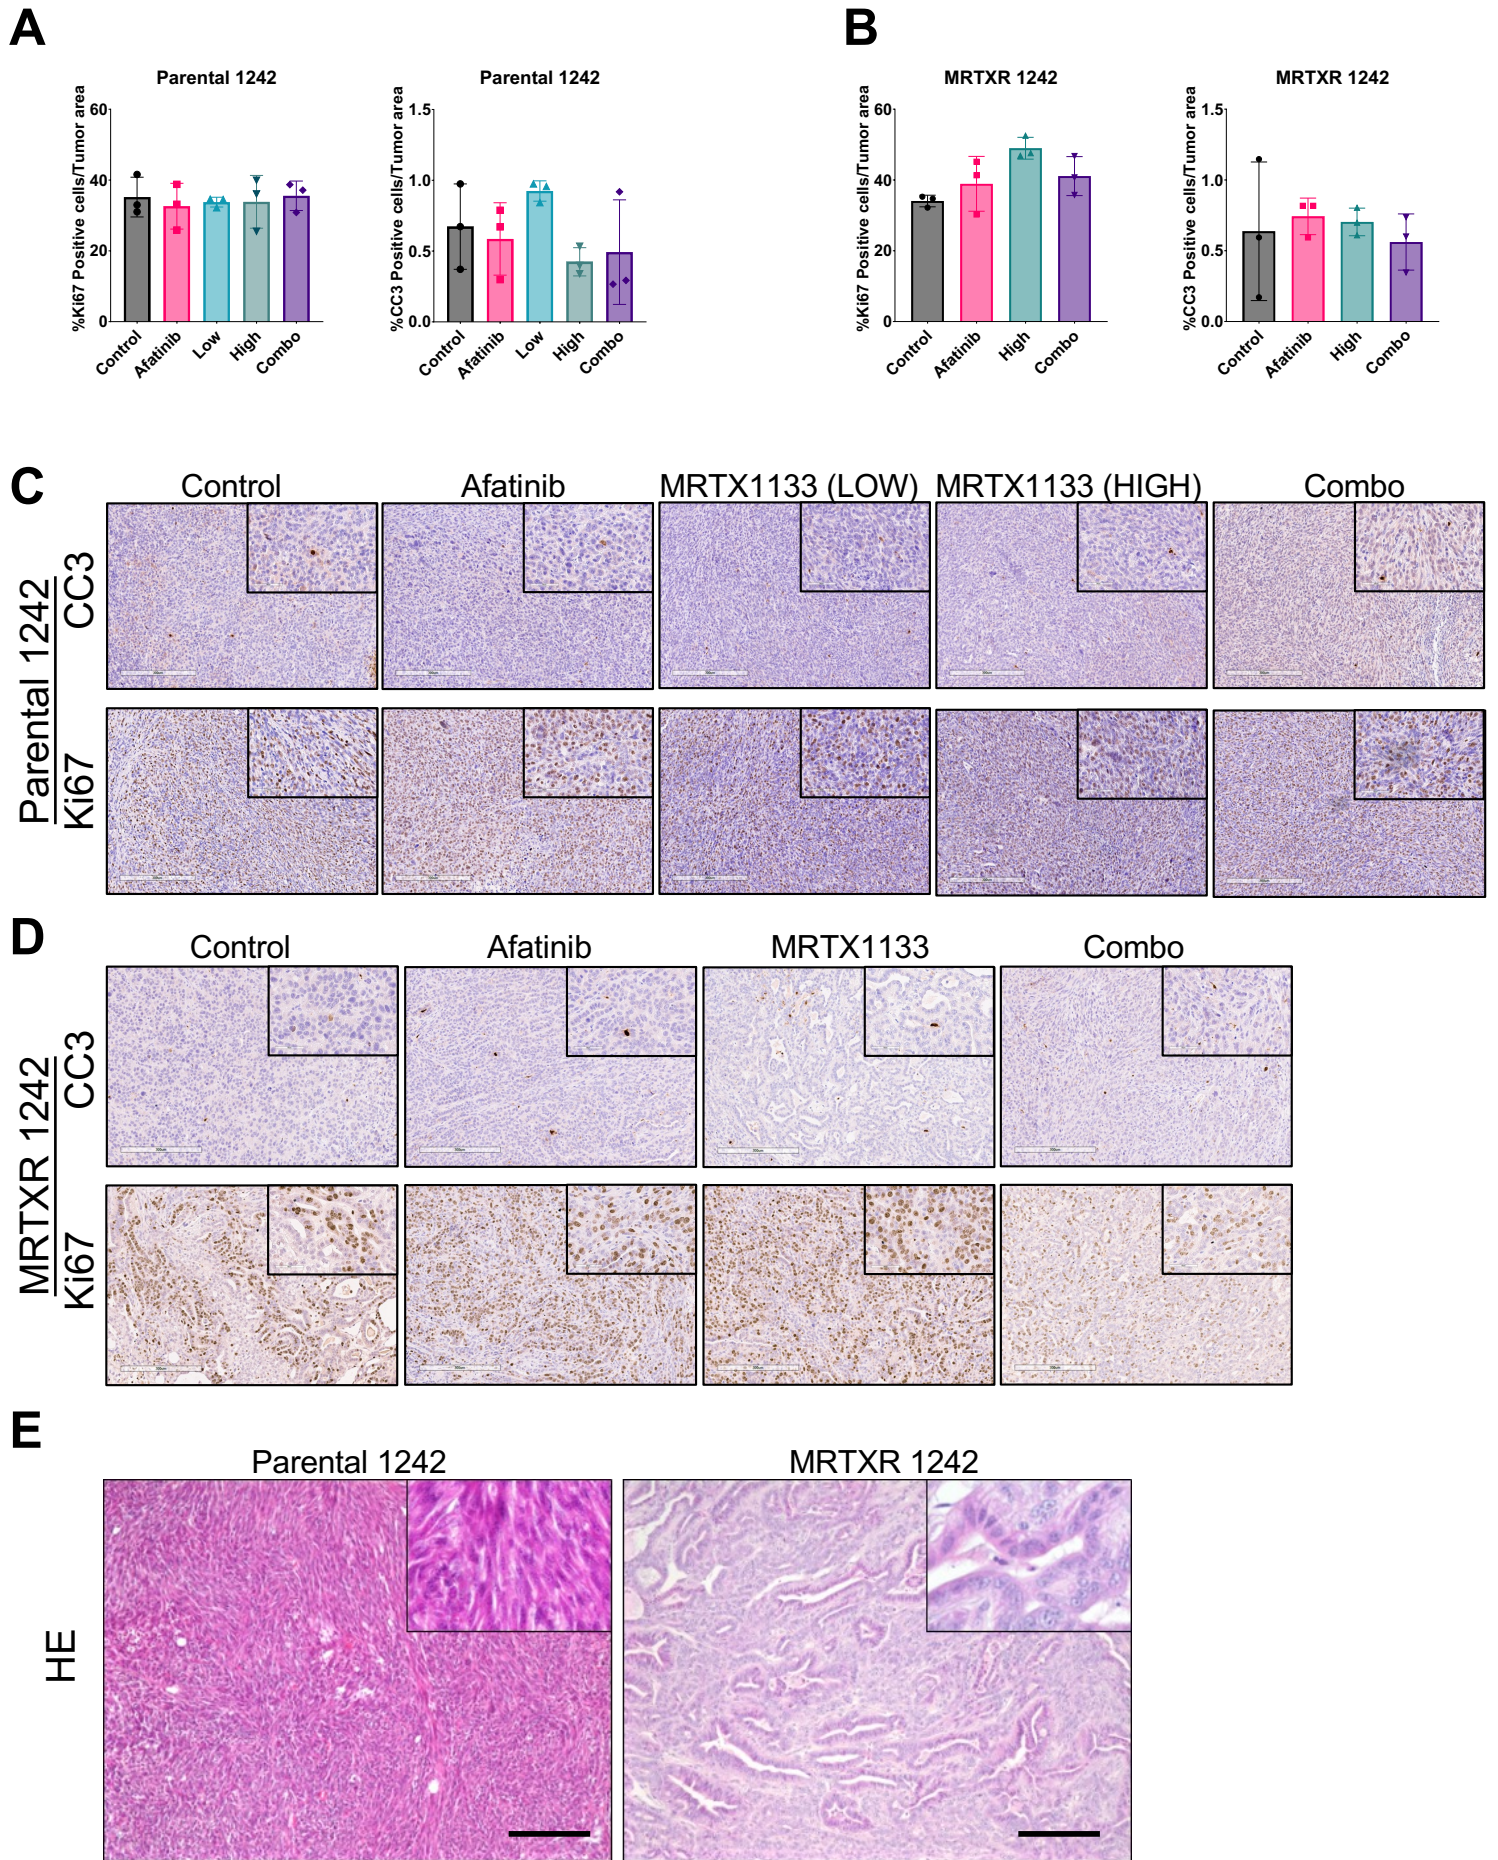 A
B
Parental 1242
Parental 1242
MRTXR 1242
MRTXR 1242
%Ki67 Positive cells/Tumor area
60
40
20
0
Control
Afatinib
Low
High
Combo
%CC3 Positive cells/Tumor area
1.5
1.0
0.5
0.0
Control
Afatinib
Low
High
Combo
%Ki67 Positive cells/Tumor area
60
40
20
0
Control
Afatinib
High
Combo
%CC3 Positive cells/Tumor area
1.5
1.0
0.5
0.0
Control
Afatinib
High
Combo
C
Control
Afatinib
MRTX1133 (LOW)
MRTX1133 (HIGH)
Combo
Parental 1242
CC3
Ki67
D
Control
Afatinib
MRTX1133
Combo
MRTXR 1242
CC3
Ki67
E
Parental 1242
MRTXR 1242
HE